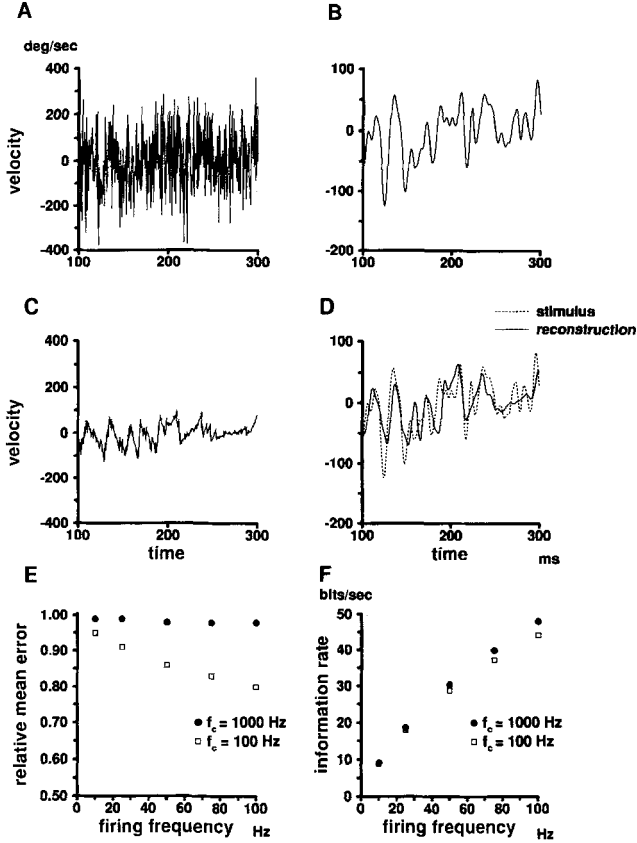 A
B
deg/sec
velocity
400
200
0
-200
-400
100
200
300
100
50
0
-100
-200
100
200
300
C
D
stimulus
reconstruction
velocity
400
200
0
-200
-400
100
200
300
time
100
0
-100
-200
100
200
300
time
ms
E
F
bits/sec
relative mean error
1.00
0.90
0.80
0.70
0.60
0.50
0
20
40
60
80
100
firing frequency
Hz
f_c = 1000 Hz
f_c = 100 Hz
information rate
50
40
30
20
10
0
0
20
40
60
80
100
firing frequency
Hz
f_c = 1000 Hz
f_c = 100 Hz